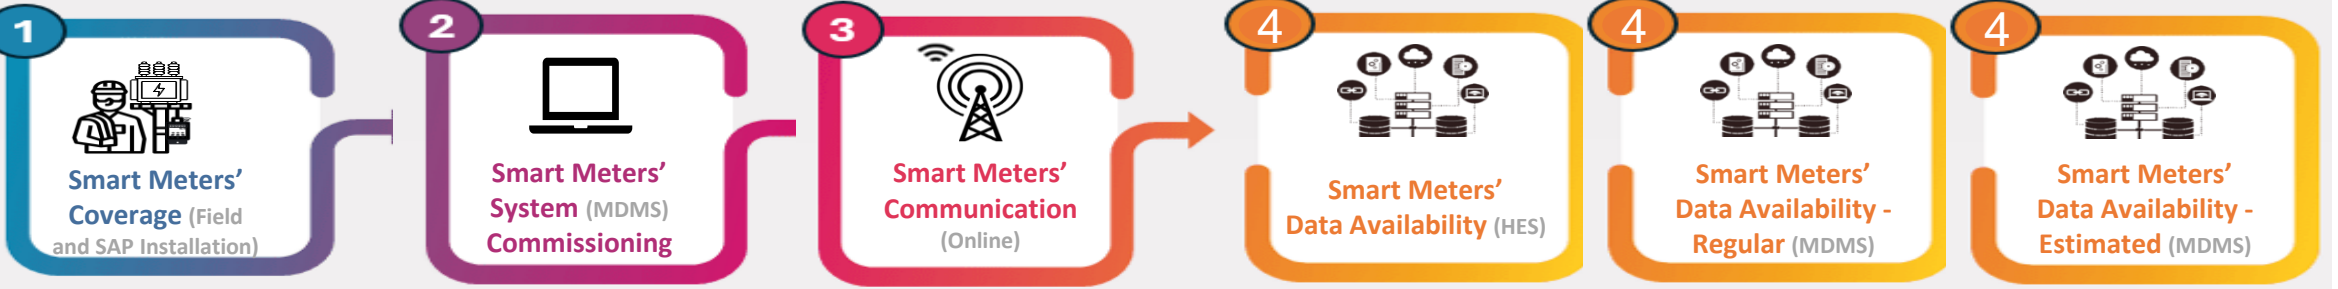 1
Smart Meters’
Coverage (Field
and SAP Installation)
2
Smart Meters’
System (MDMS)
Commissioning
3
Smart Meters’
Communication
(Online)
4
Smart Meters’
Data Availability (HES)
4
Smart Meters’
Data Availability -
Regular (MDMS)
4
Smart Meters’
Data Availability -
Estimated (MDMS)